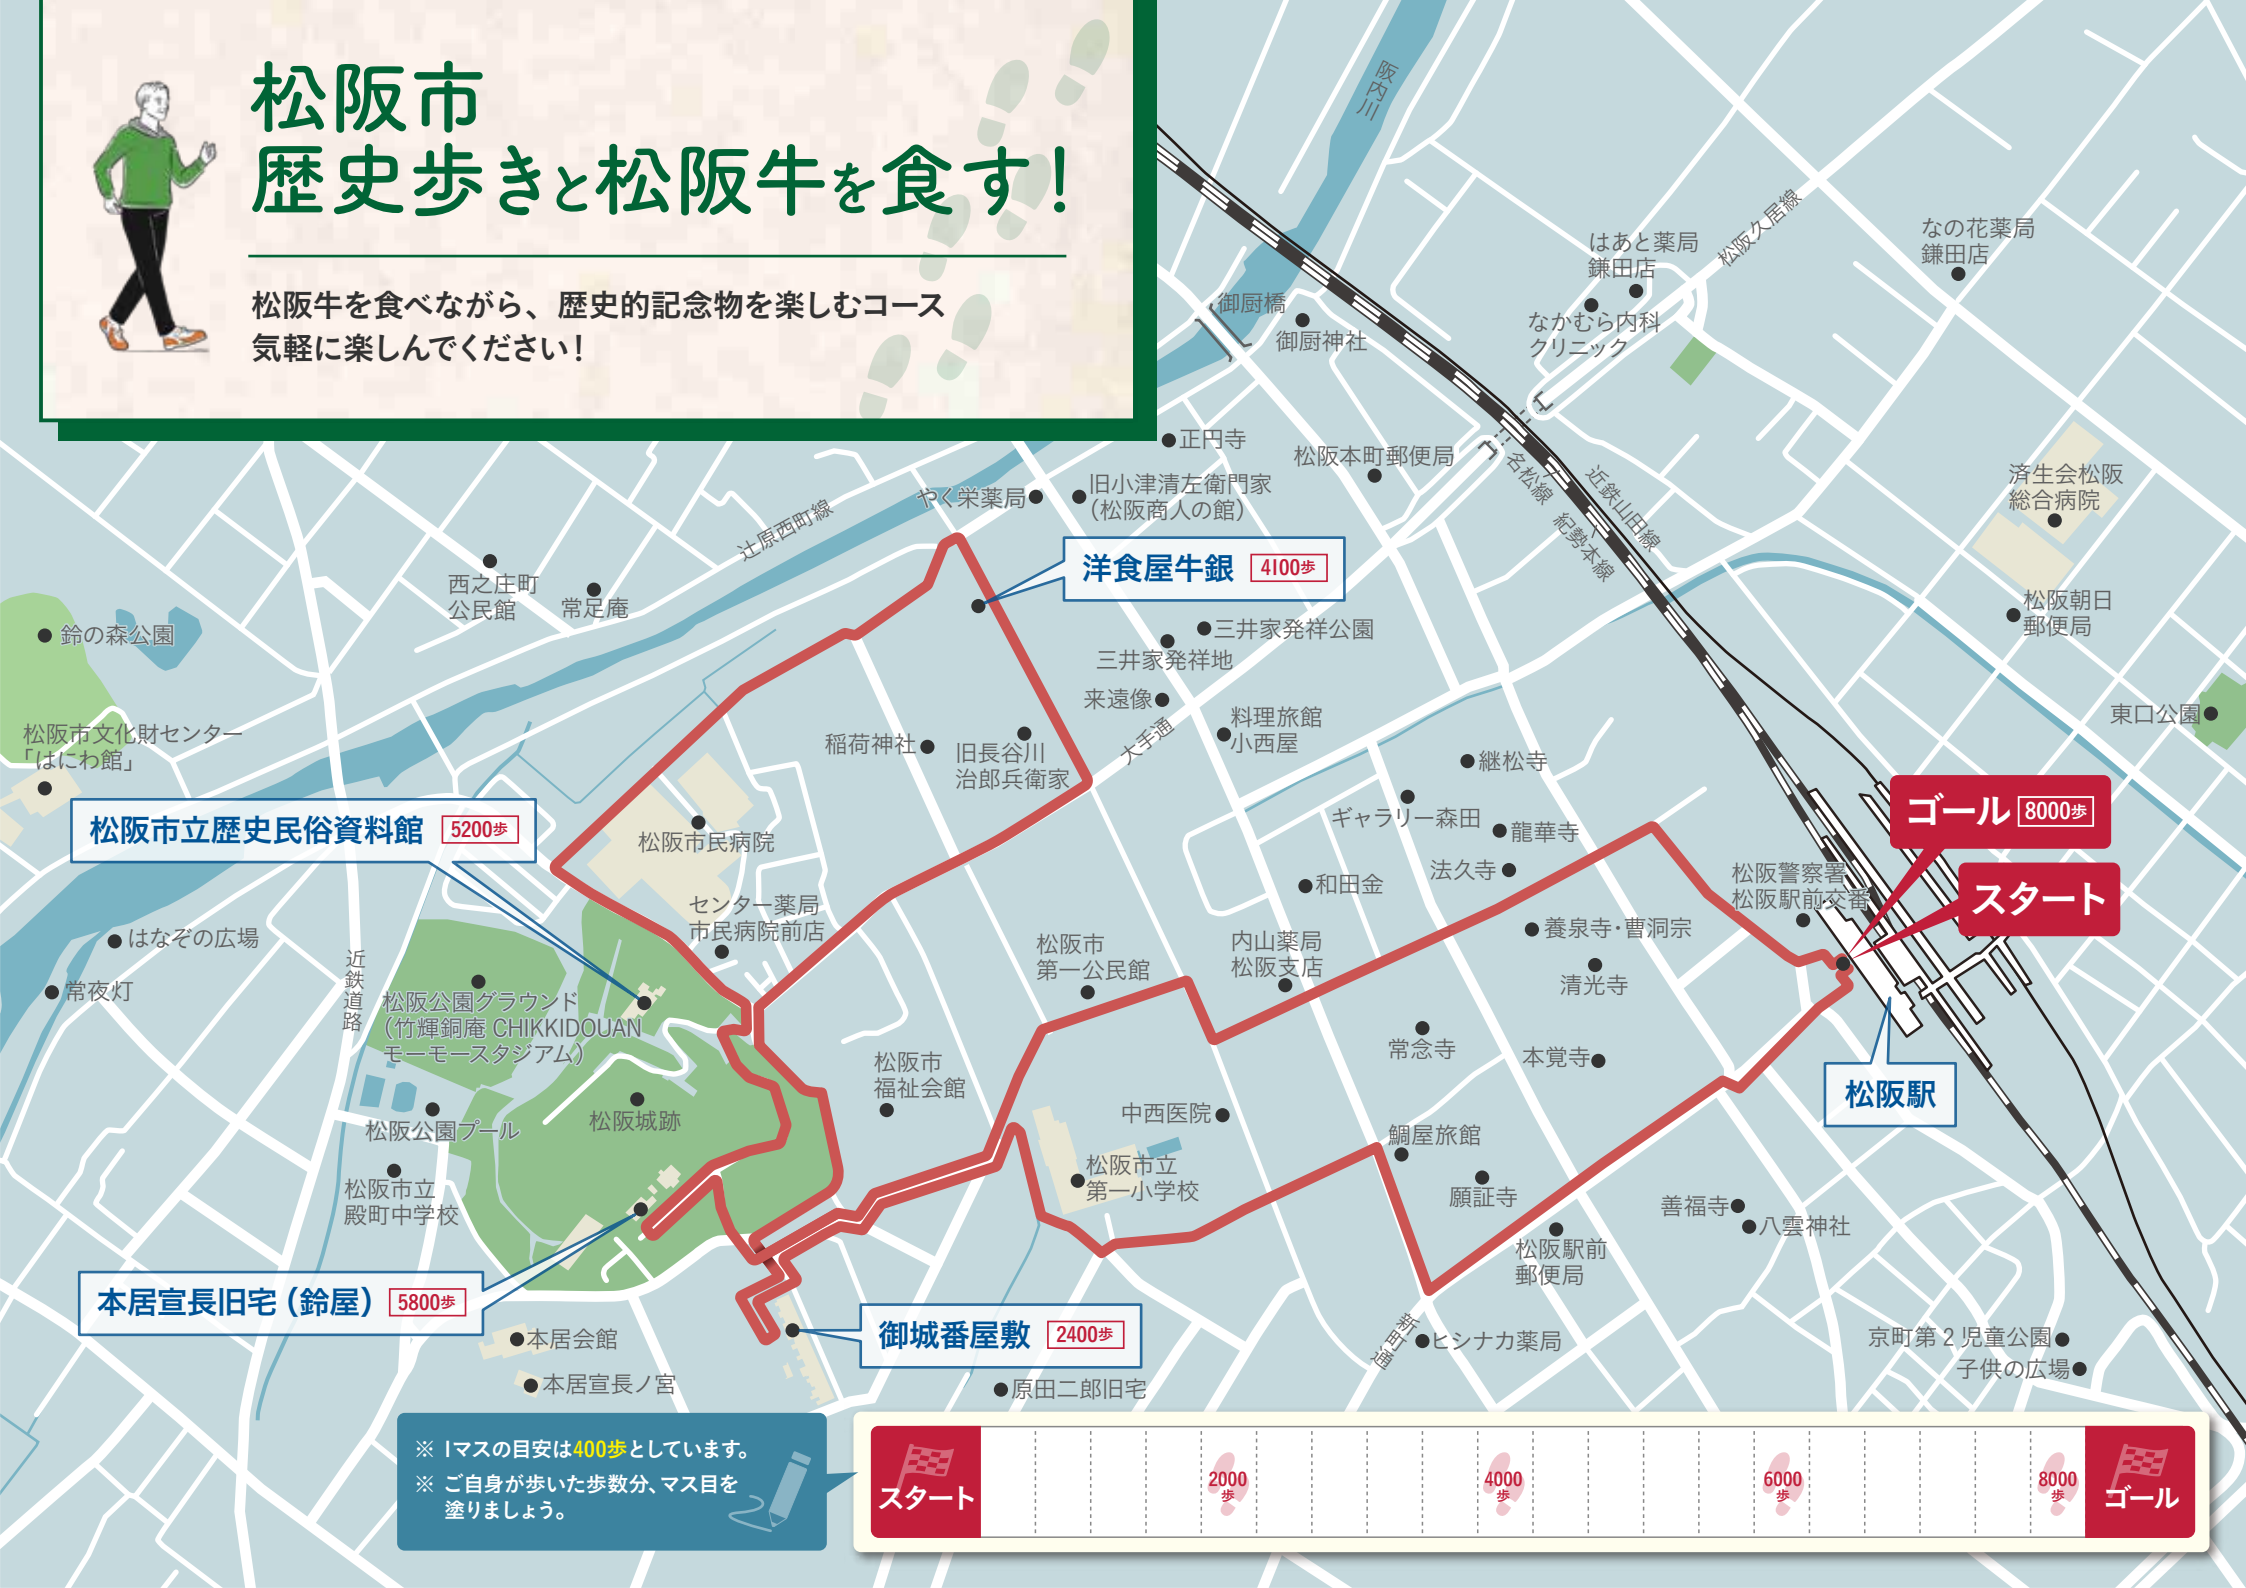 松阪市
歴史歩きと松阪牛を食す！
松阪牛を食べながら、歴史的記念物を楽しむコース
気軽に楽しんでください！
阪内川
御厨橋
御厨神社
はあと薬局
鎌田店
なかむら内科
クリニック
松阪久居線
なの花薬局
鎌田店
正円寺
松阪本町郵便局
やく栄薬局
旧小津清左衛門家
（松阪商人の館）
名松線
紀勢本線
近鉄山田線
済生会松阪
総合病院
松阪朝日
郵便局
東口公園
辻原西町線
西之庄町
公民館
常足庵
鈴の森公園
松阪市文化財センター
「はにわ館」
洋食屋牛銀 4100歩
三井家発祥公園
三井家発祥地
来遠像
大手通
料理旅館
小西屋
稲荷神社
旧長谷川
治郎兵衛家
継松寺
ギャラリー森田
龍華寺
法久寺
和田金
松阪市立歴史民俗資料館 5200歩
松阪市民病院
センター薬局
市民病院前店
ゴール 8000歩
スタート
松阪警察署
松阪駅前交番
はなぞの広場
常夜灯
近鉄道路
松阪公園グラウンド
（竹輝銅庵 CHIKKIDOUAN
モーモースタジアム）
松阪市
第一公民館
内山薬局
松阪支店
養泉寺・曹洞宗
清光寺
常念寺
本覚寺
松阪駅
松阪市
福祉会館
松阪城跡
松阪公園プール
松阪市立
殿町中学校
中西医院
松阪市立
第一小学校
鯛屋旅館
願証寺
松阪駅前
郵便局
善福寺
八雲神社
本居宣長旧宅（鈴屋） 5800歩
本居会館
本居宣長ノ宮
御城番屋敷 2400歩
原田二郎旧宅
新町通
ヒシナカ薬局
京町第2児童公園
子供の広場
※ 1マスの目安は400歩としています。
※ ご自身が歩いた歩数分、マス目を
塗りましょう。
スタート
2000歩
4000歩
6000歩
8000歩
ゴール